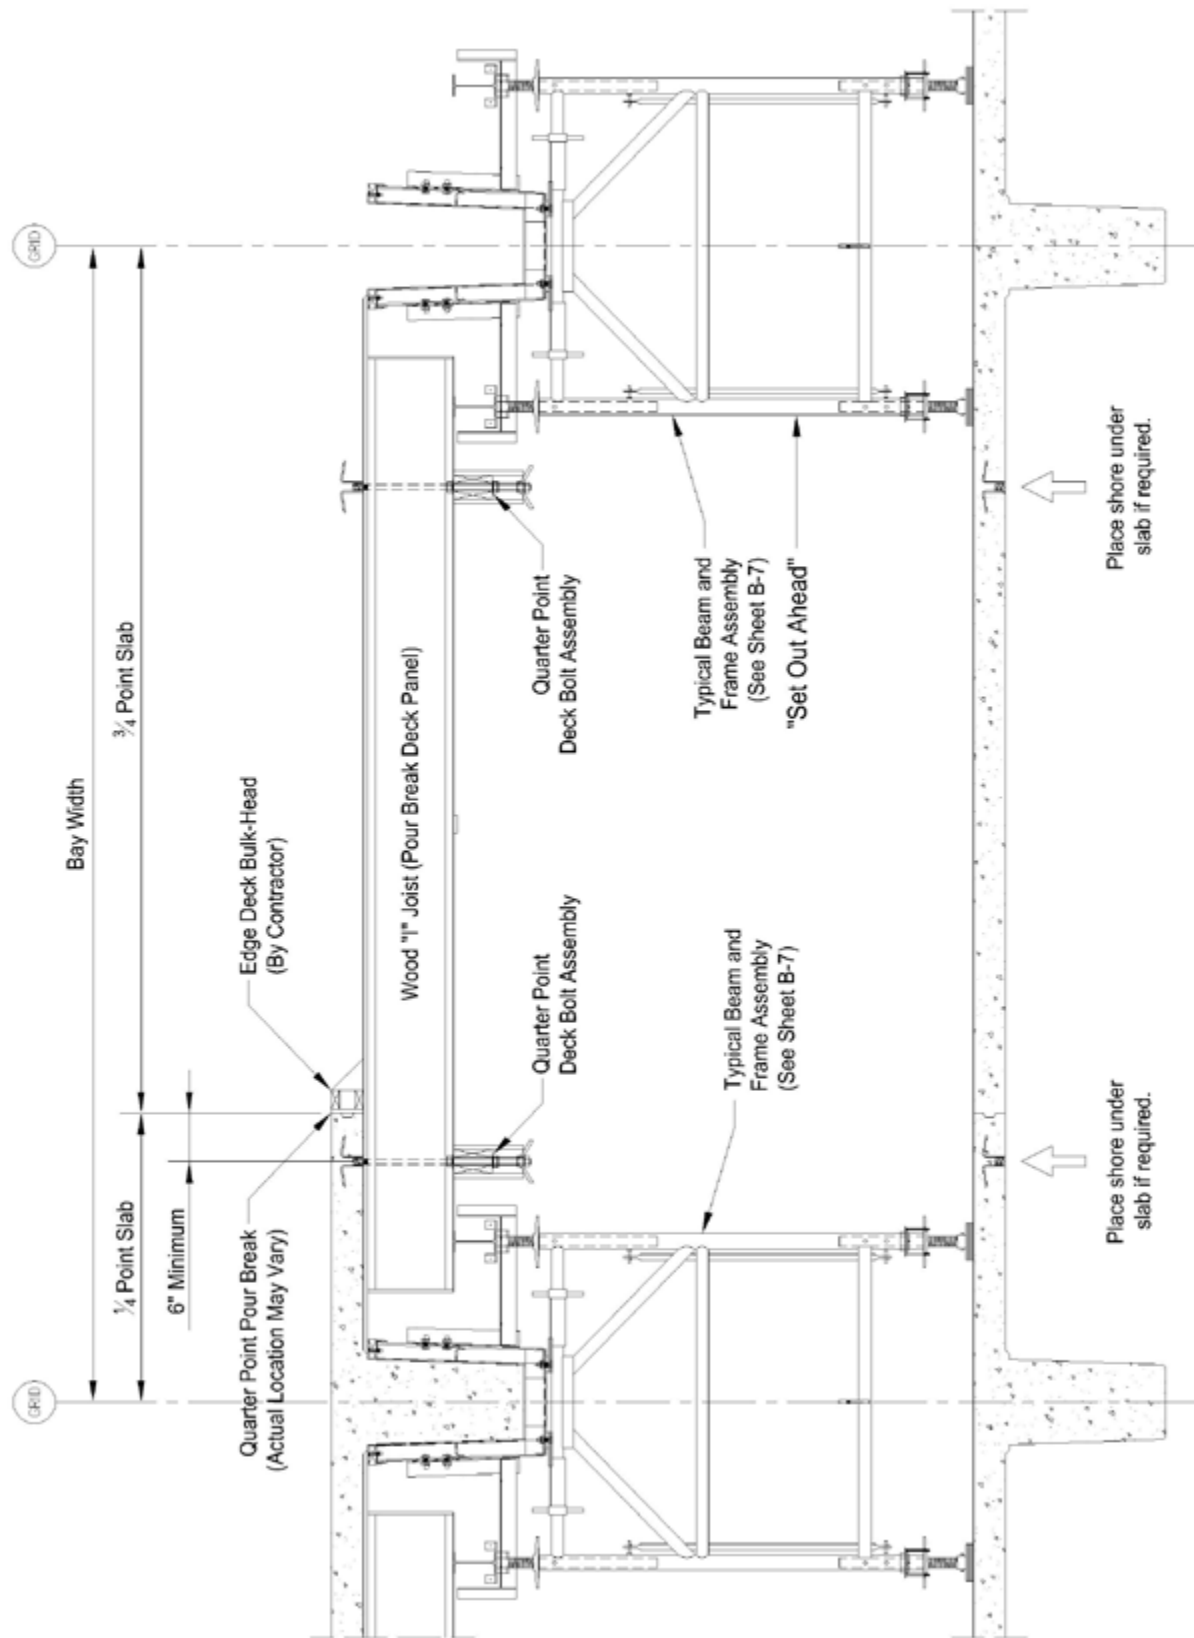 GRID
GRID
Bay Width
¼ Point Slab
¾ Point Slab
6" Minimum
Quarter Point Pour Break
(Actual Location May Vary)
Edge Deck Bulk-Head
(By Contractor)
Wood "I" Joist (Pour Break Deck Panel)
Quarter Point
Deck Bolt Assembly
Quarter Point
Deck Bolt Assembly
Typical Beam and
Frame Assembly
(See Sheet B-7)
Typical Beam and
Frame Assembly
(See Sheet B-7)
"Set Out Ahead"
Place shore under
slab if required.
Place shore under
slab if required.